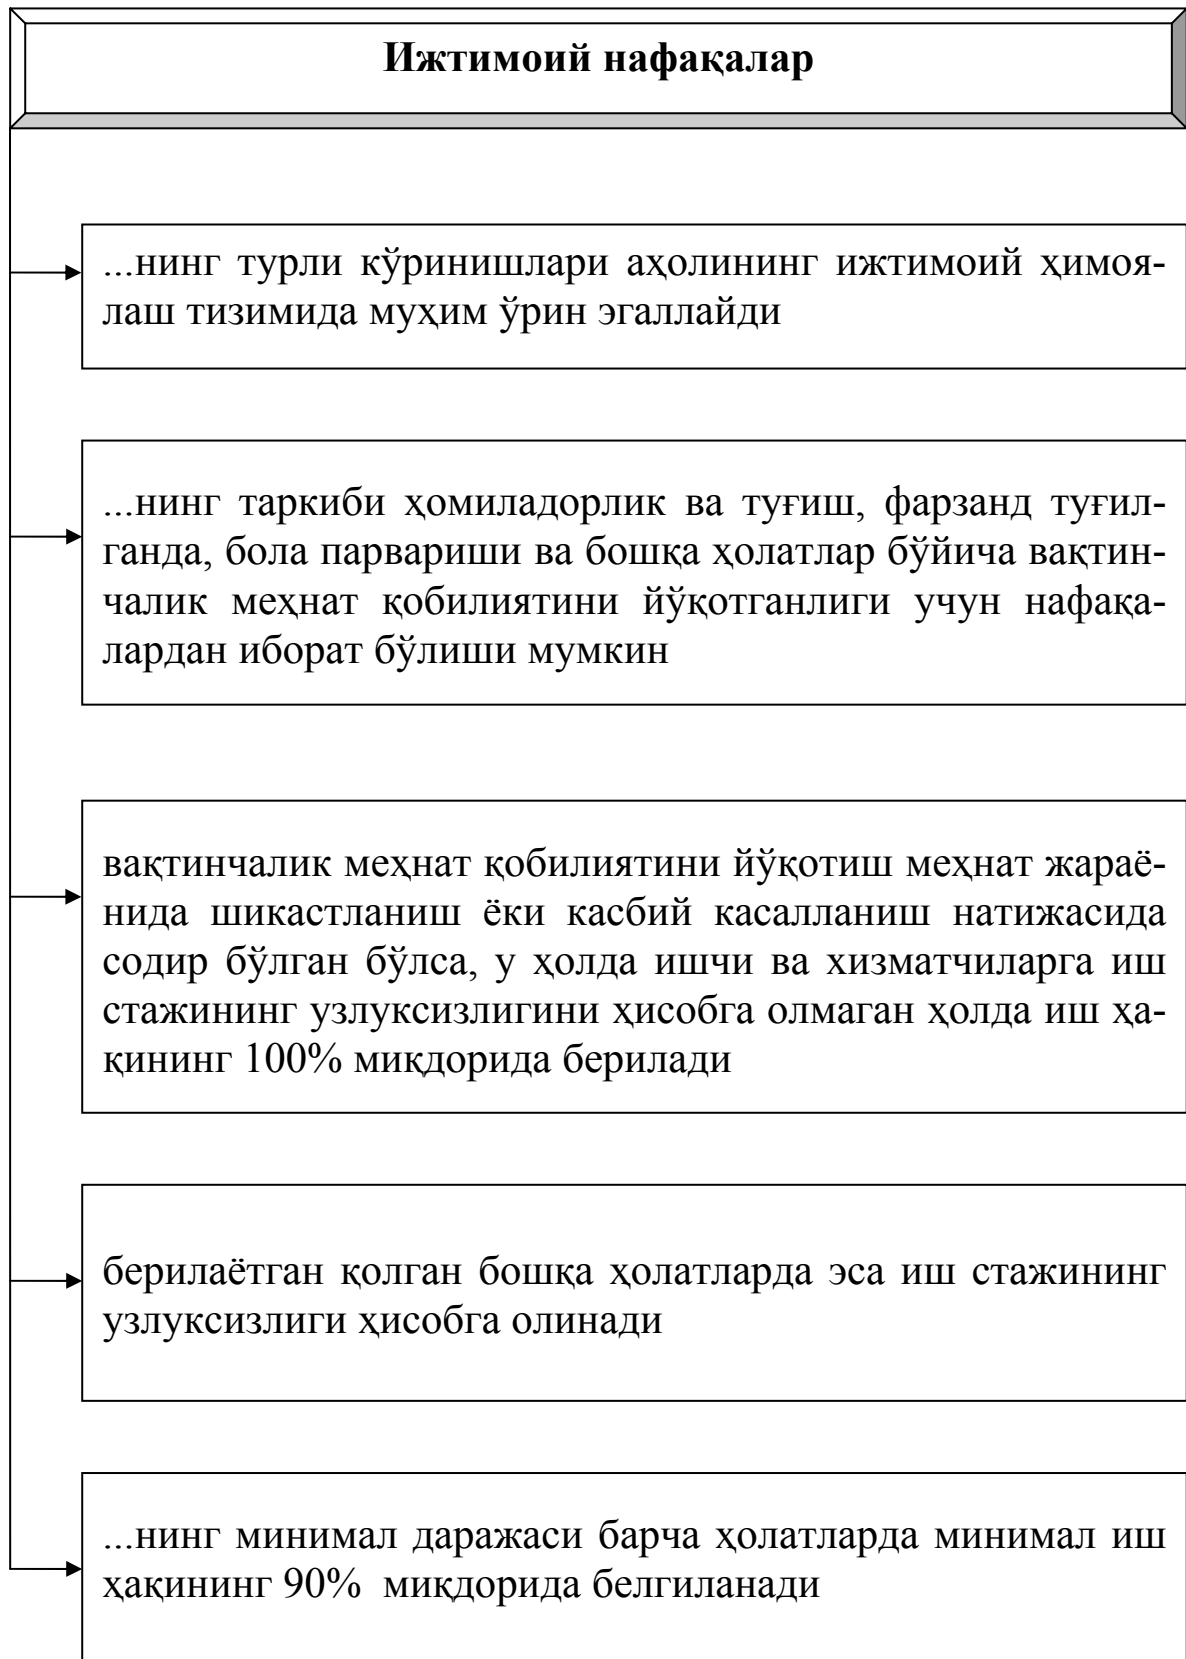 Ижтимоий нафақалар
...нинг турли кўринишлари аҳолининг ижтимоий ҳимоя-
лаш тизимида муҳим ўрин эгаллайди
...нинг таркиби ҳомиладорлик ва туғиш, фарзанд туғил-
ганда, бола парвариши ва бошқа ҳолатлар бўйича вақтин-
чалик меҳнат қобилиятини йўқотганлиги учун нафақа-
лардан иборат бўлиши мумкин
вақтинчалик меҳнат қобилиятини йўқотиш меҳнат жараё-
нида шикастланиш ёки касбий касалланиш натижасида
содир бўлган бўлса, у ҳолда ишчи ва хизматчиларга иш
стажининг узлуксизлигини ҳисобга олмаган ҳолда иш ҳа-
қининг 100% миқдорида берилади
берилаётган қолган бошқа ҳолатларда эса иш стажининг
узлуксизлиги ҳисобга олинади
...нинг минимал даражаси барча ҳолатларда минимал иш
ҳақининг 90% миқдорида белгиланади